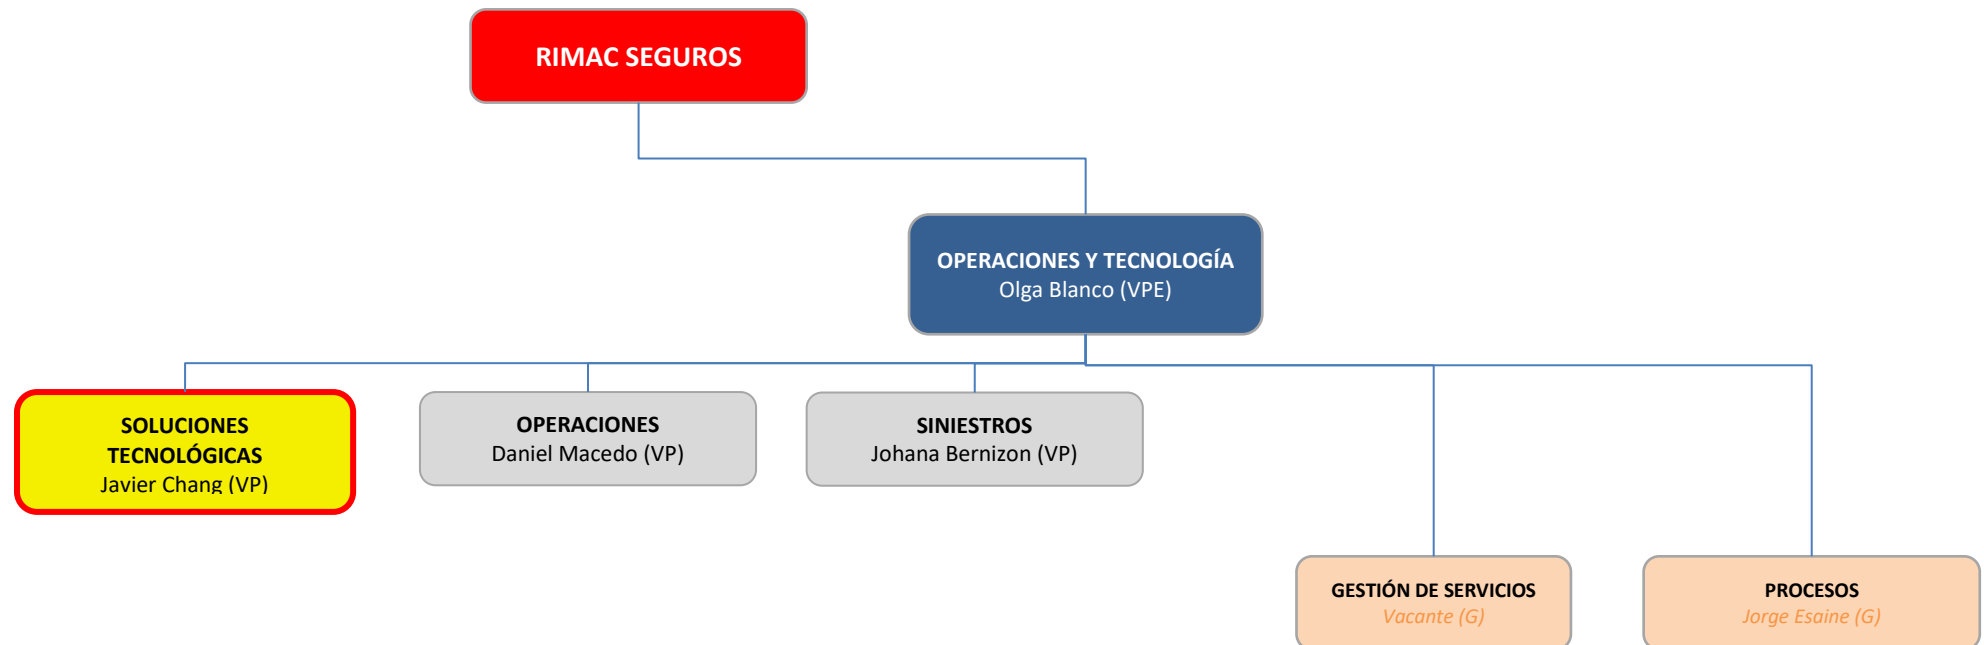 RIMAC SEGUROS
OPERACIONES Y TECNOLOGÍA
Olga Blanco (VPE)
SOLUCIONES
TECNOLÓGICAS
Javier Chang (VP)
OPERACIONES
Daniel Macedo (VP)
SINIESTROS
Johana Bernizon (VP)
GESTIÓN DE SERVICIOS
Vacante (G)
PROCESOS
Jorge Esaine (G)